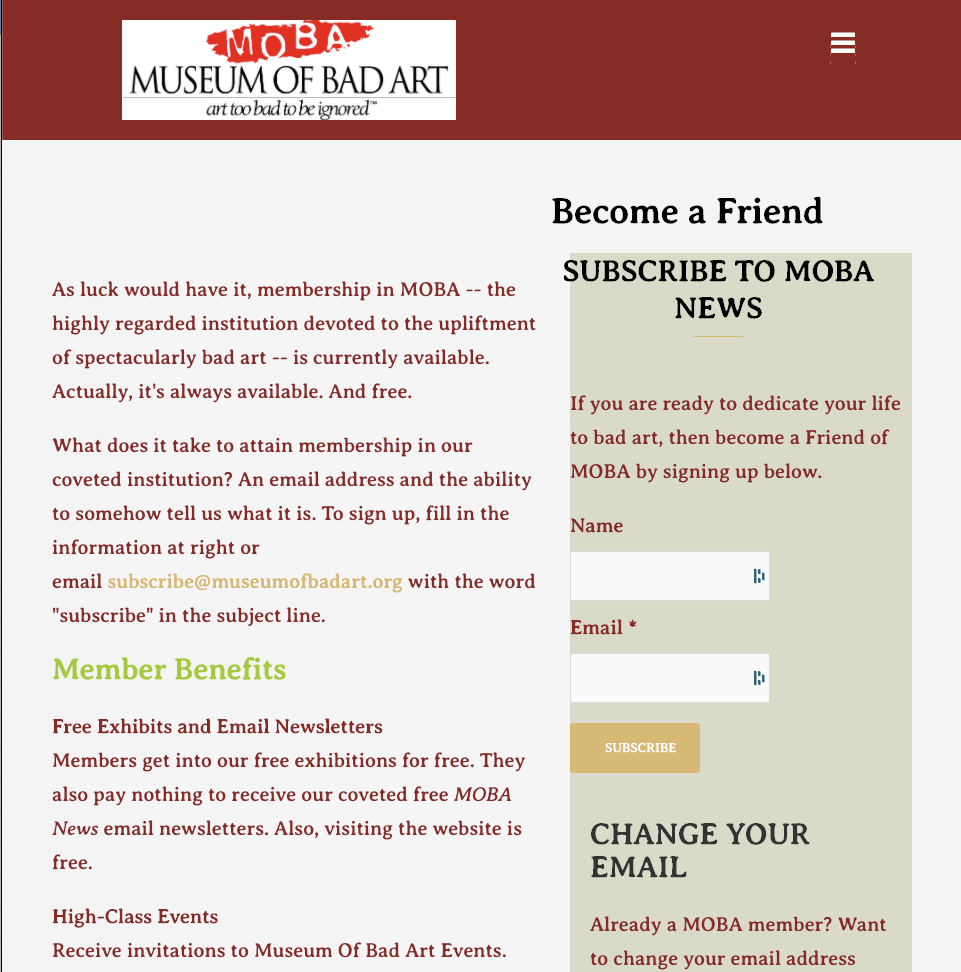 MOBA
MUSEUM OF BAD ART
art too bad to be ignored™
Become a Friend
As luck would have it, membership in MOBA -- the
highly regarded institution devoted to the upliftment
of spectacularly bad art -- is currently available.
Actually, it's always available. And free.
What does it take to attain membership in our
coveted institution? An email address and the ability
to somehow tell us what it is. To sign up, fill in the
information at right or
email subscribe@museumofbadart.org with the word
"subscribe" in the subject line.
Member Benefits
Free Exhibits and Email Newsletters
Members get into our free exhibitions for free. They
also pay nothing to receive our coveted free MOBA
News email newsletters. Also, visiting the website is
free.
High-Class Events
Receive invitations to Museum Of Bad Art Events.
SUBSCRIBE TO MOBA
NEWS
If you are ready to dedicate your life
to bad art, then become a Friend of
MOBA by signing up below.
Name
Email *
SUBSCRIBE
CHANGE YOUR
EMAIL
Already a MOBA member? Want
to change your email address